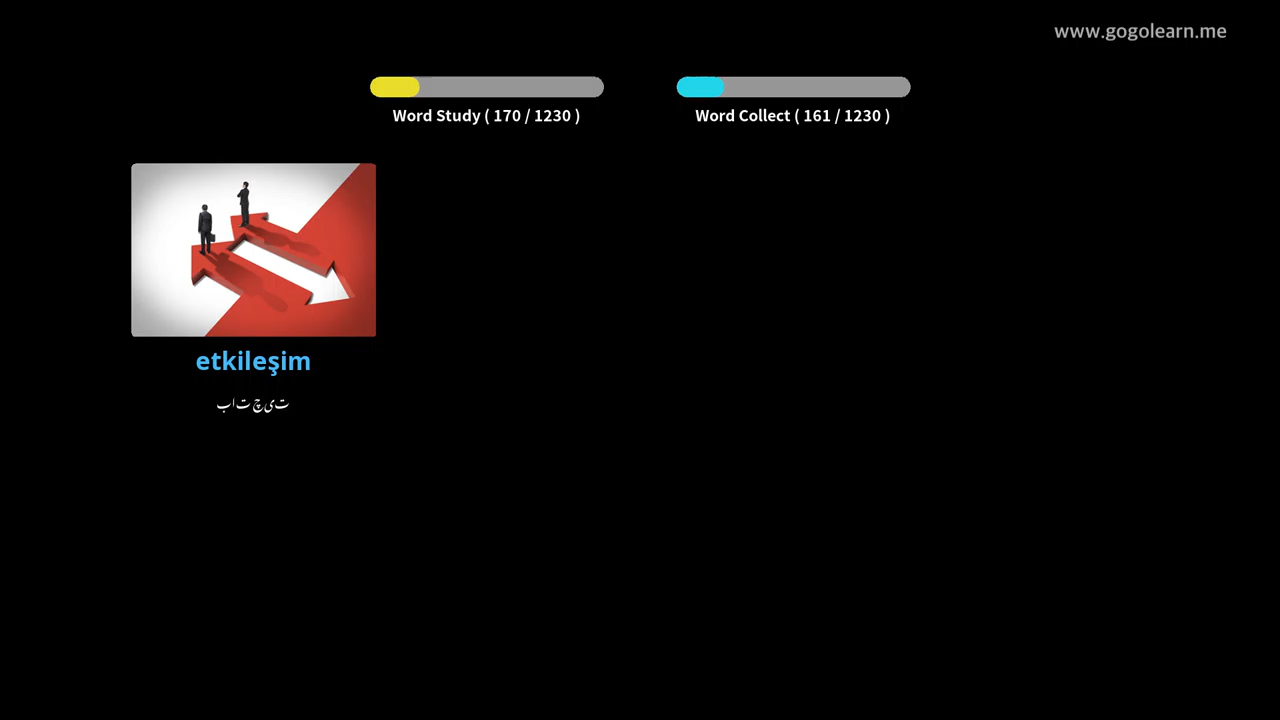 www.gogolearn.me
Word Study ( 170 / 1230 )
Word Collect ( 161 / 1230 )
etkileşim
بات چیت